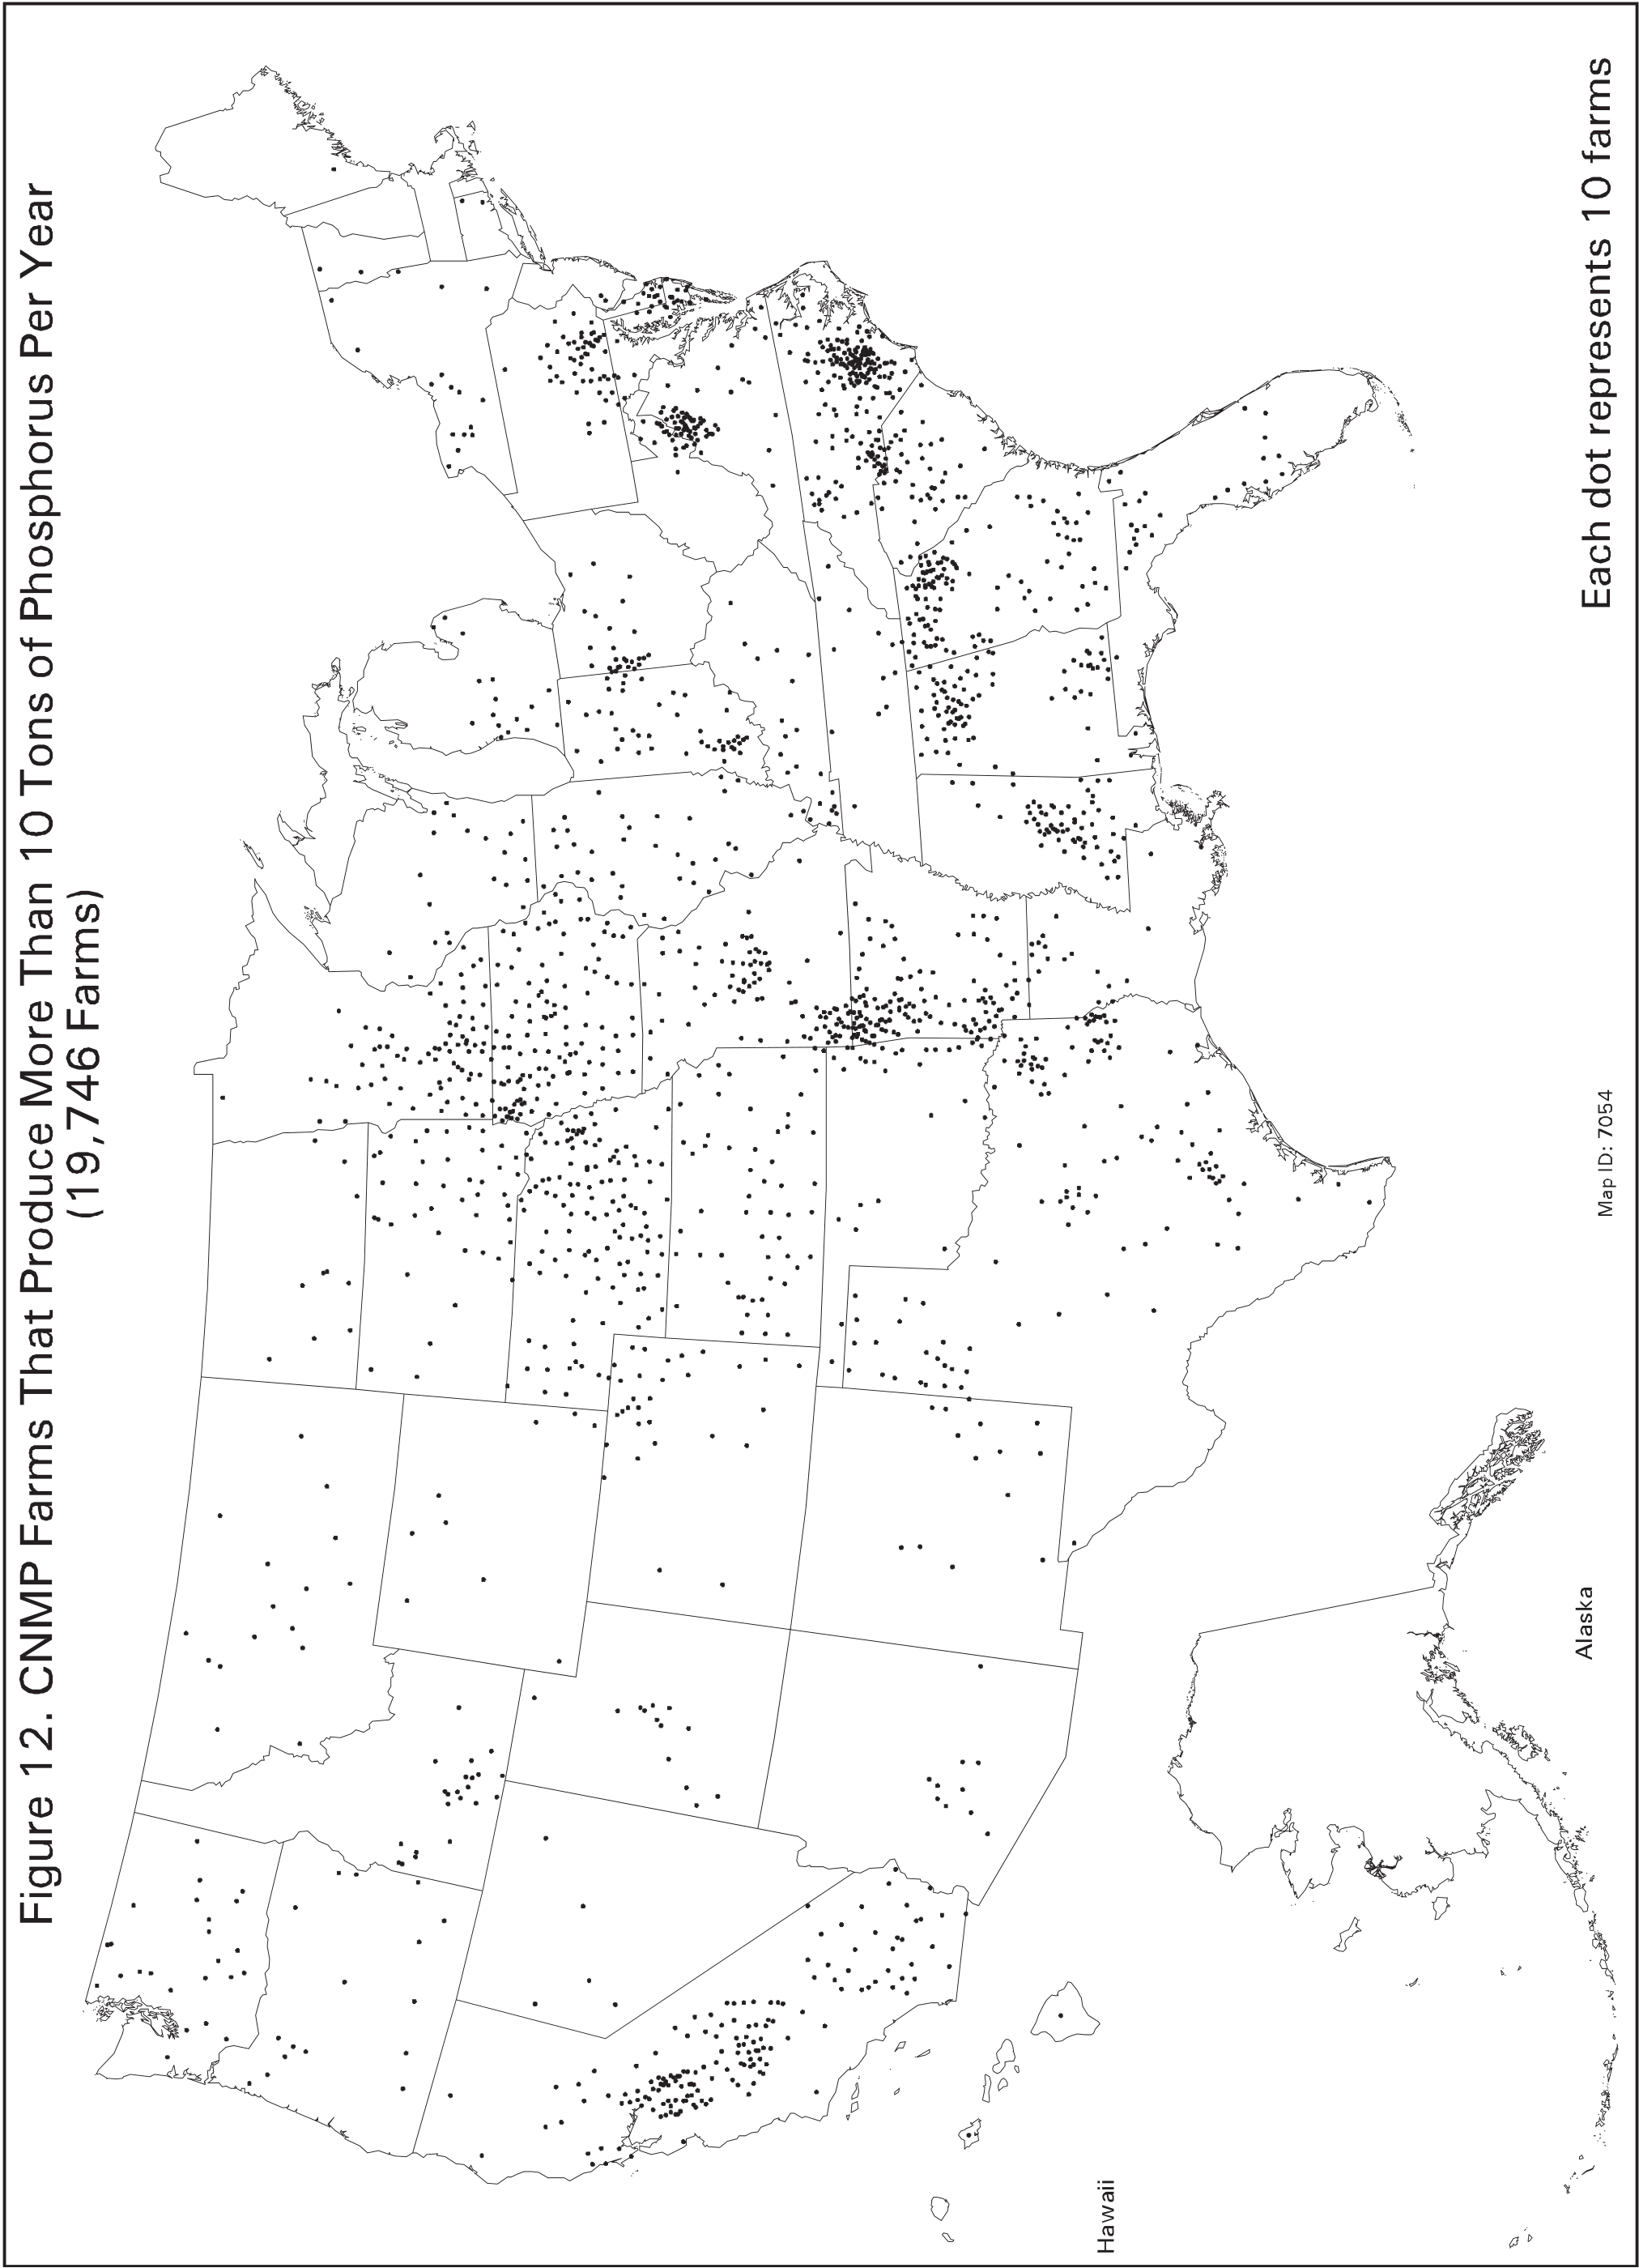 Figure 12. CNMP Farms That Produce More Than 10 Tons of Phosphorus Per Year
(19,746 Farms)
Hawaii
Alaska
Map ID: 7054
Each dot represents 10 farms